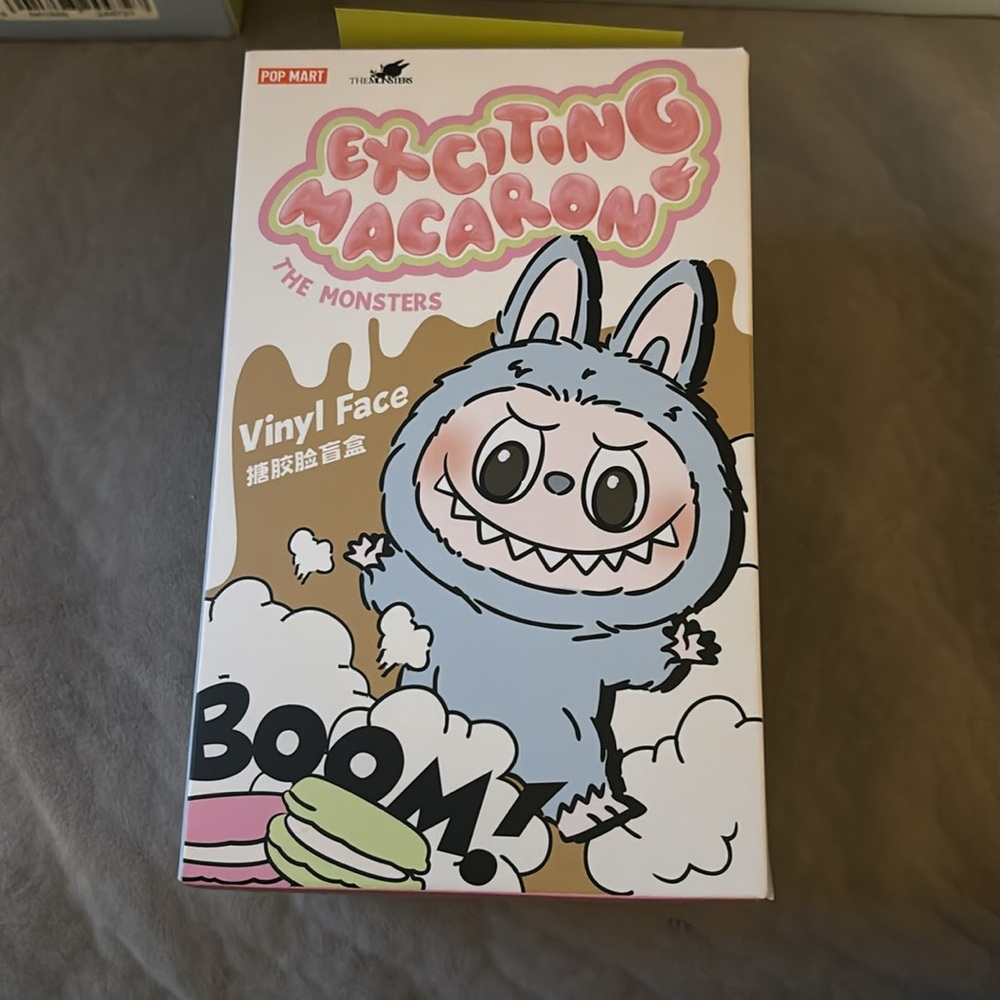 POP MART
THE MONSTERS
EXCITING
MACARON
THE MONSTERS
Vinyl Face
搪胶脸盲盒
BOOM!